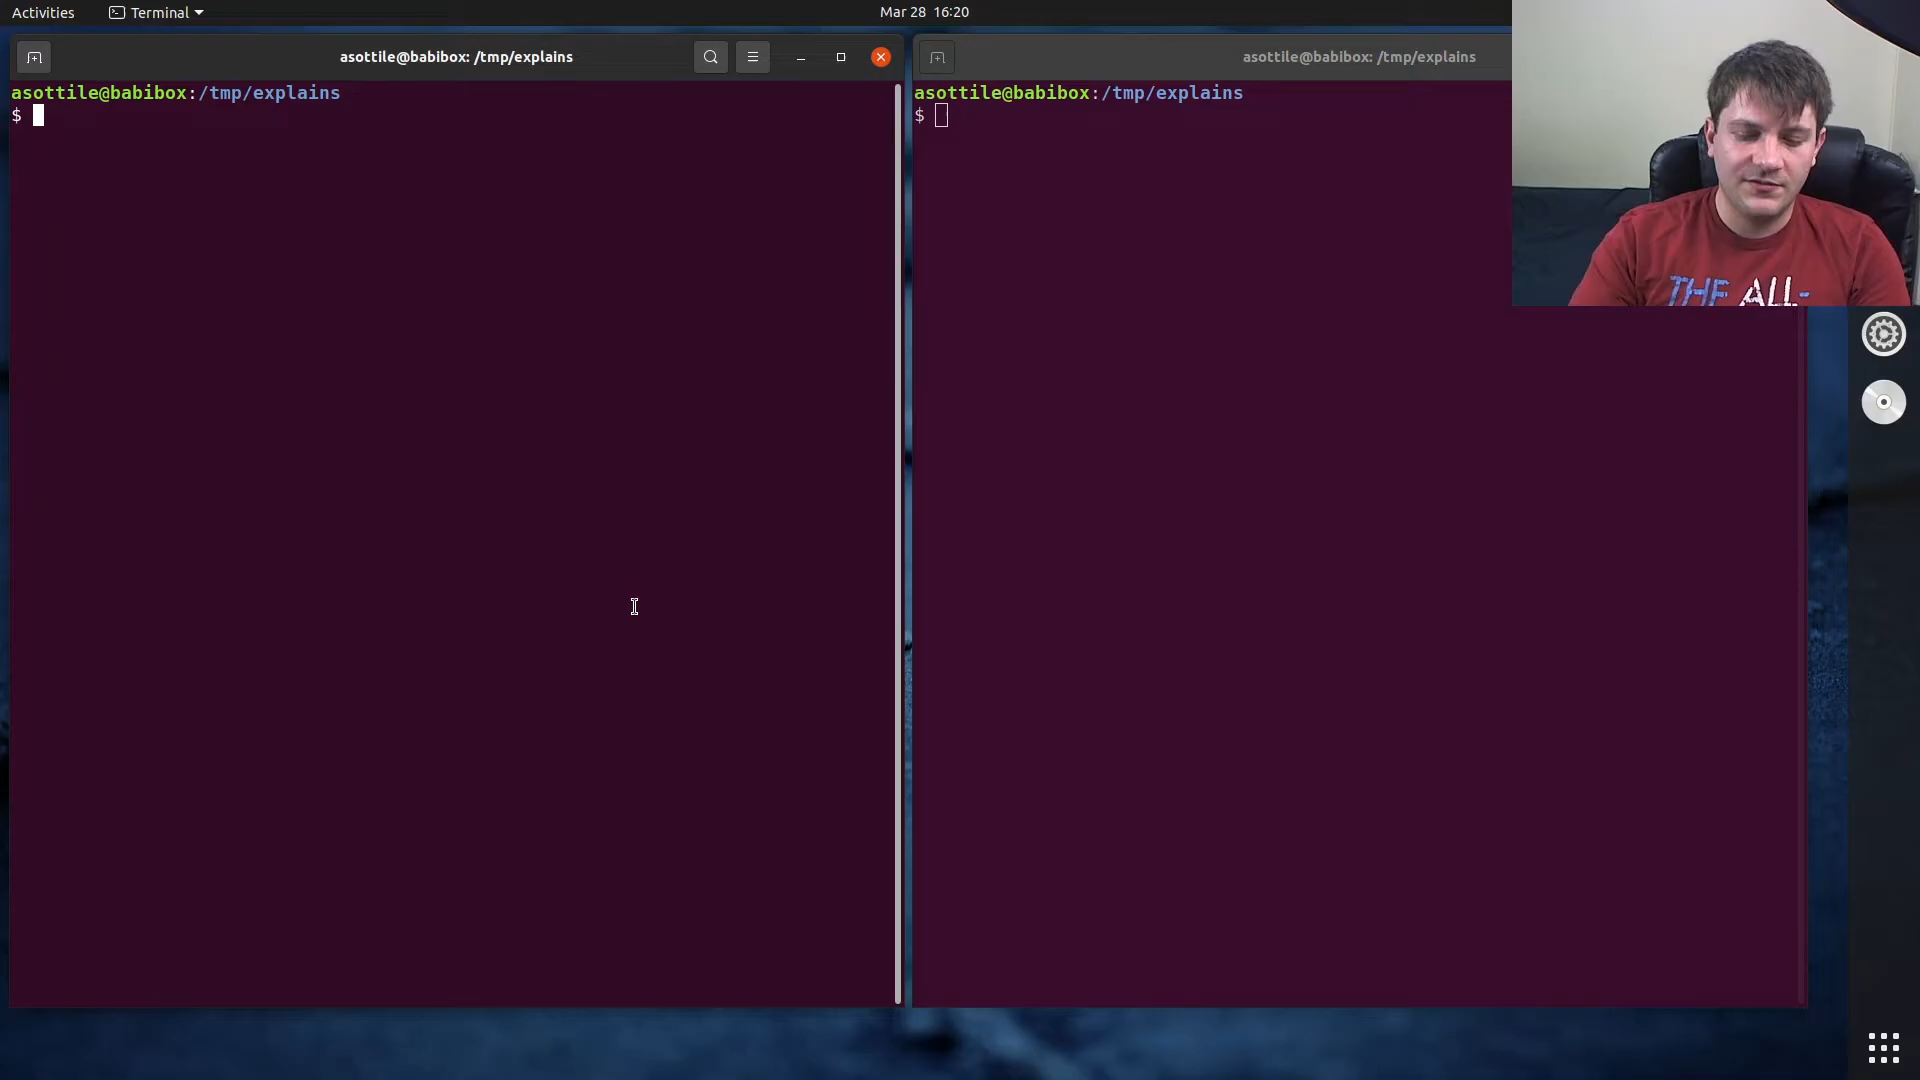 Activities
Terminal
Mar 28 16:20
asottile@babibox: /tmp/explains
asottile@babibox:/tmp/explains
$
asottile@babibox: /tmp/explains
asottile@babibox:/tmp/explains
$
THE ALL-